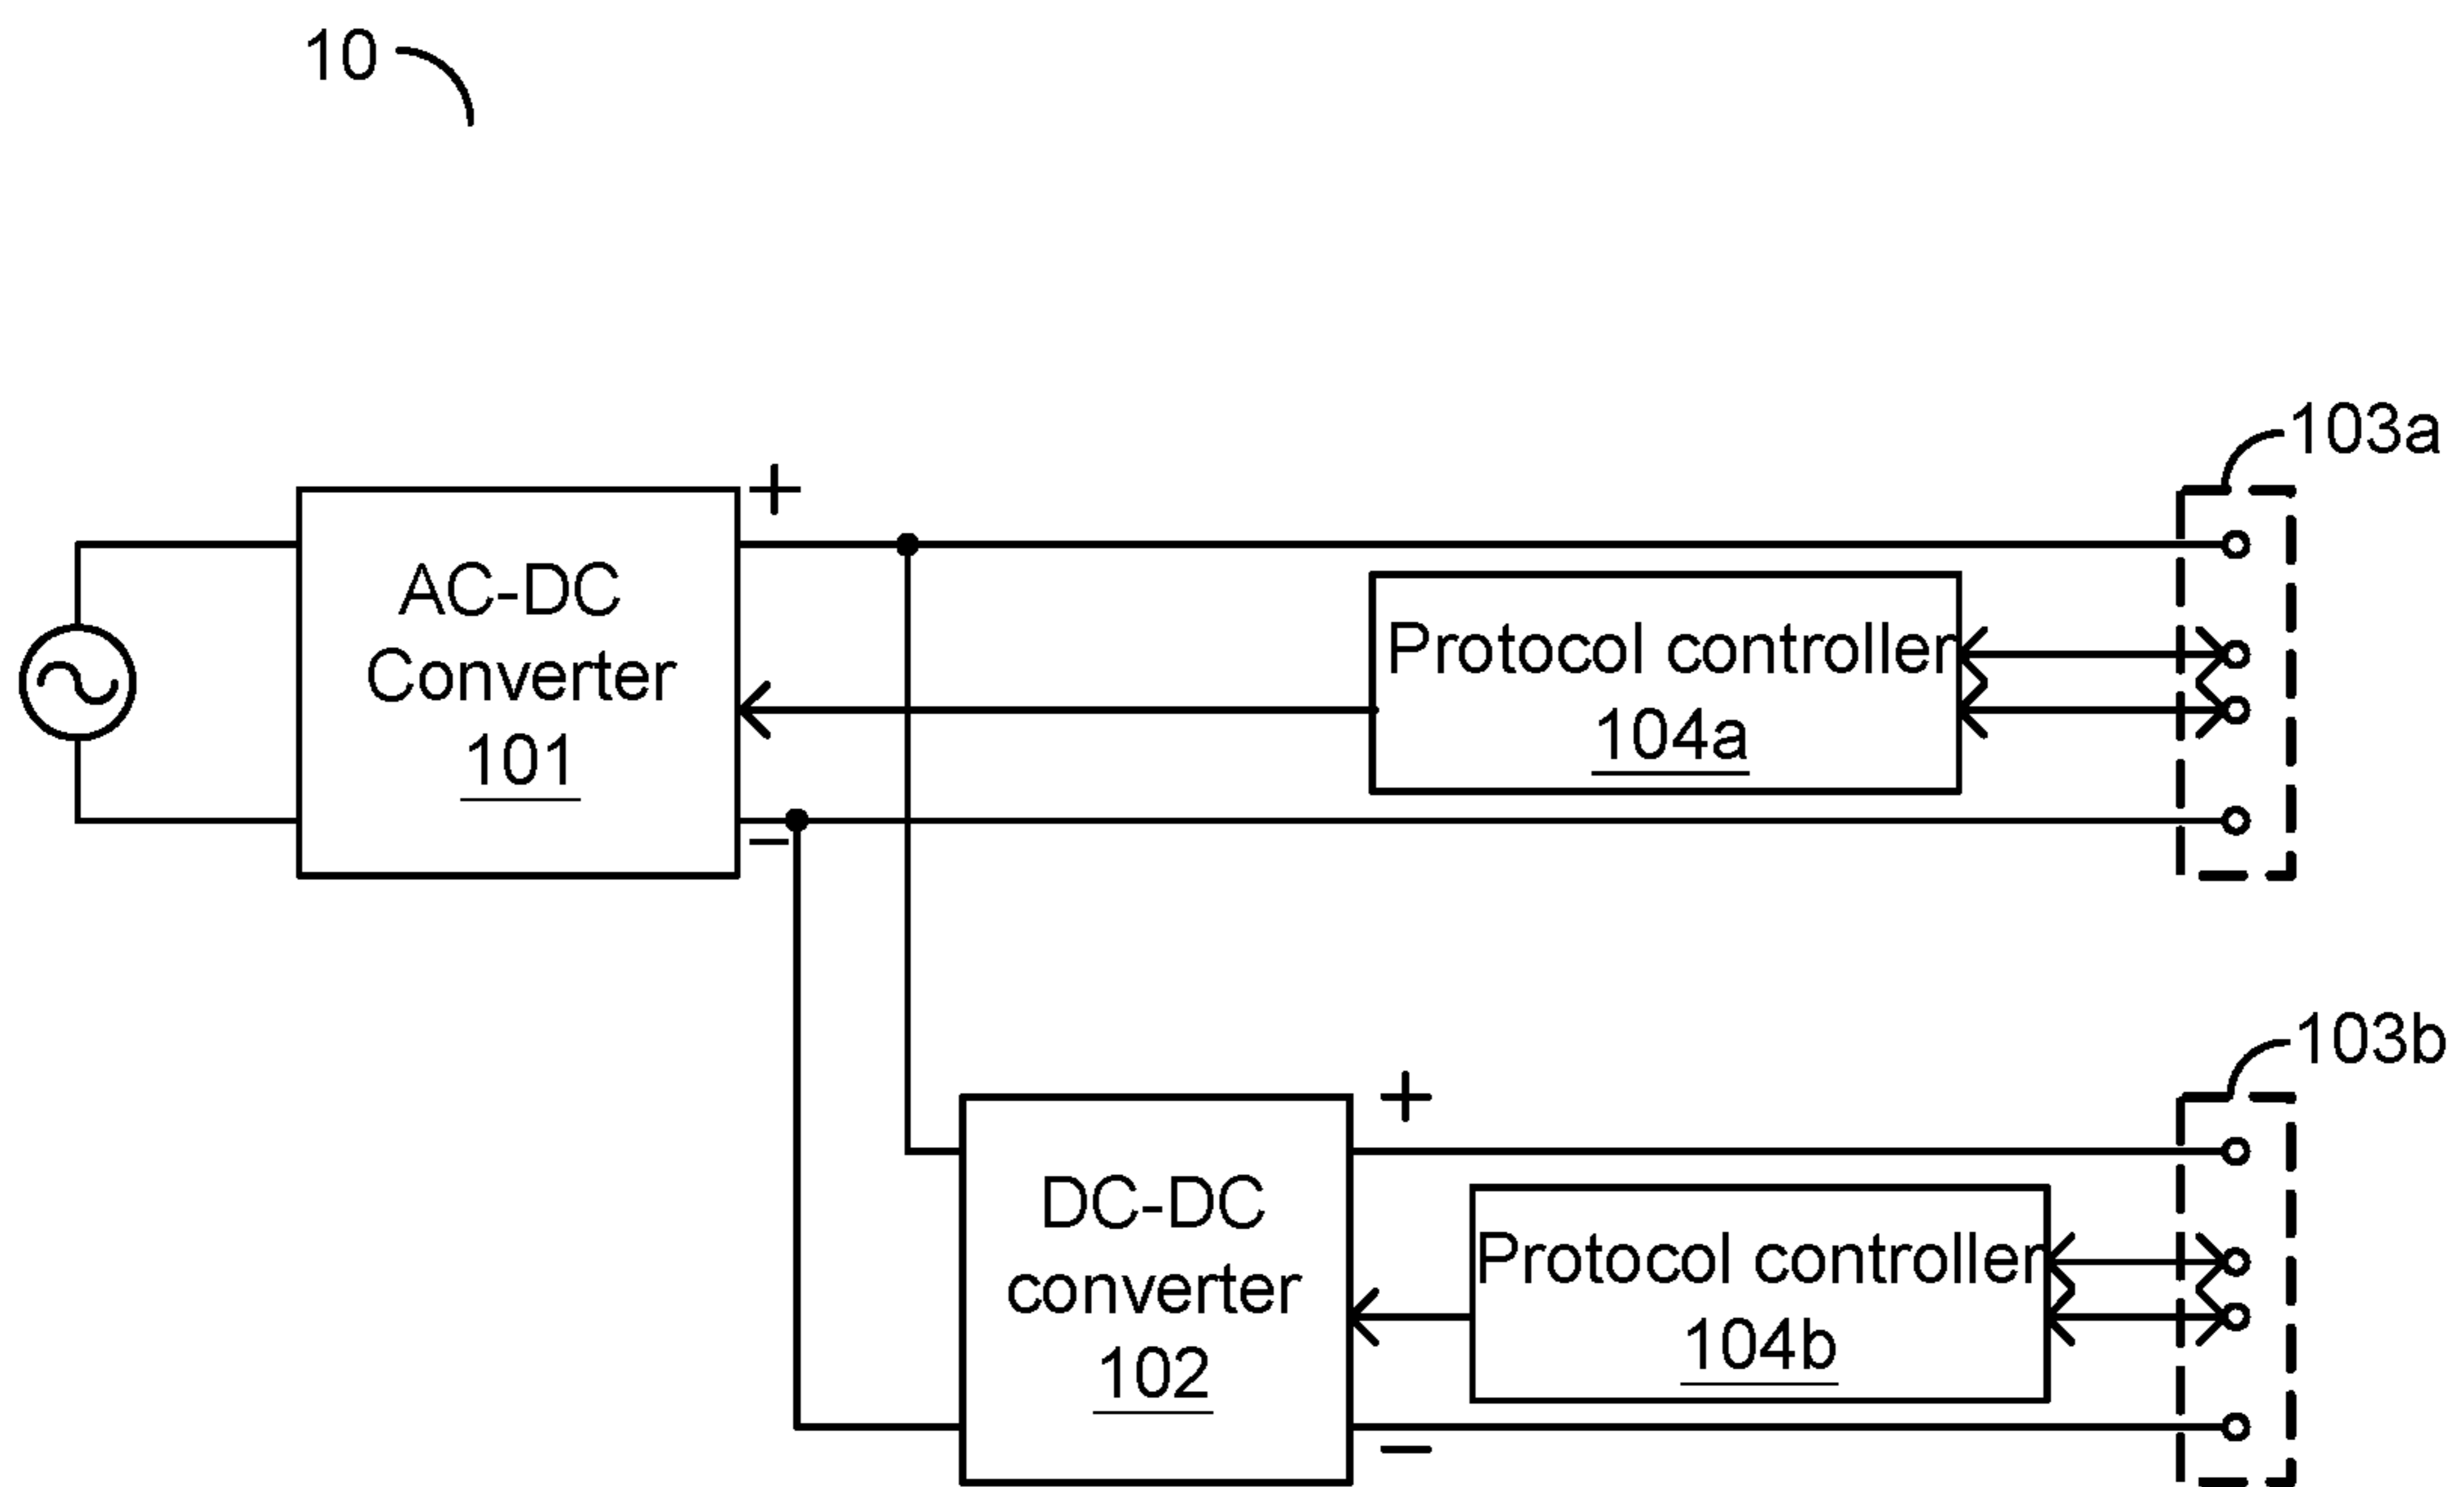 10
103a
+
AC-DC
Converter
101
Protocol controller
104a
−
103b
+
DC-DC
converter
102
Protocol controller
104b
−